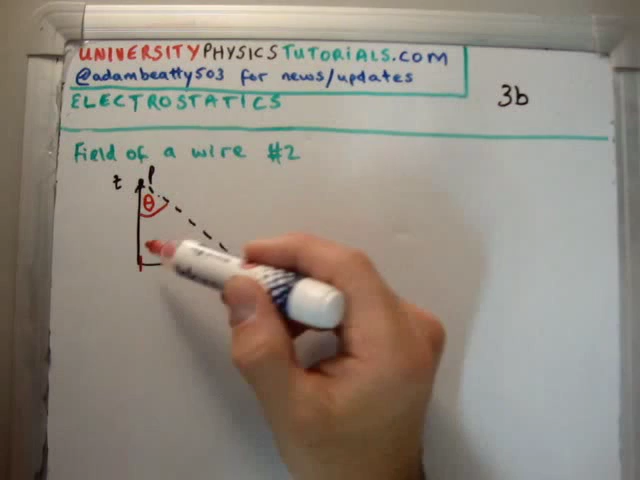 UNIVERSITYPHYSICSTUTORIALS.COM
@adambeatty503 for news/updates
ELECTROSTATICS
3b
Field of a wire #2
z P
θ